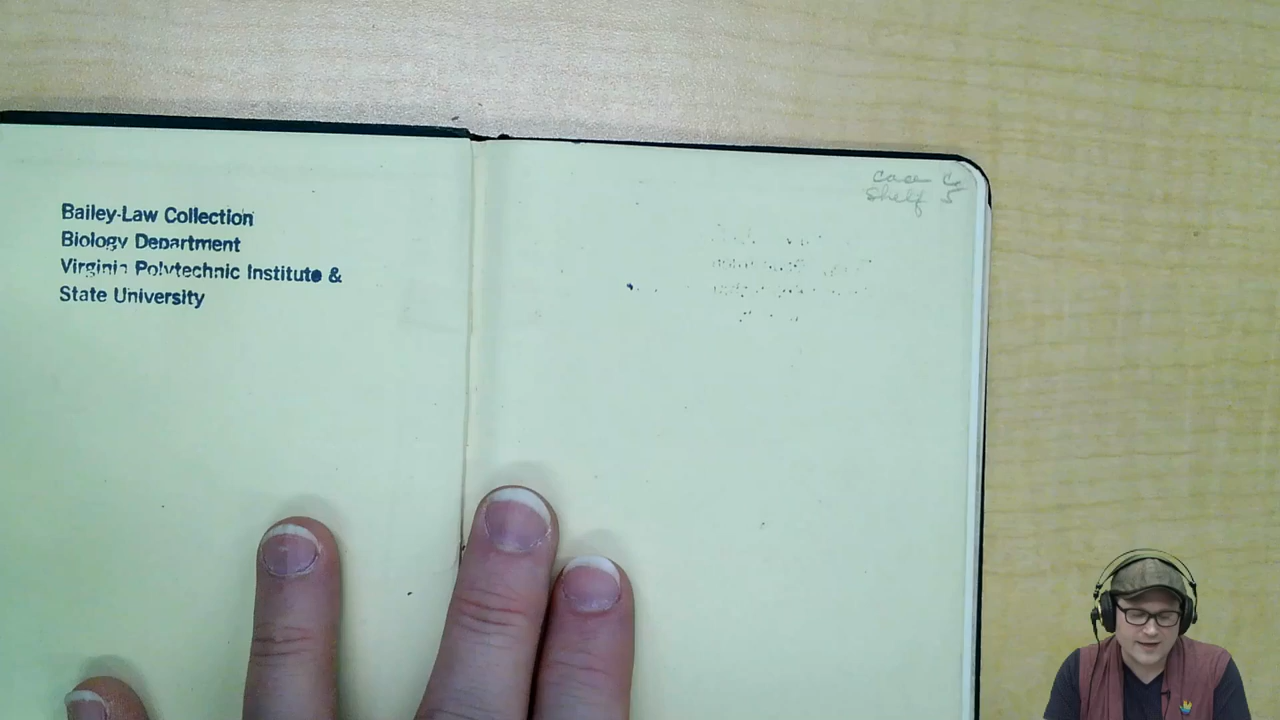 Bailey-Law Collection
Biology Department
Virginia Polytechnic Institute &
State University
Case C
Shelf 5